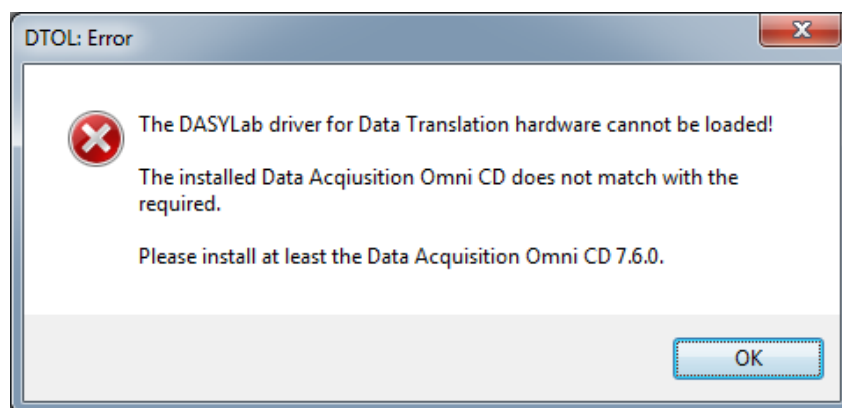 DTOL: Error
The DASYLab driver for Data Translation hardware cannot be loaded!
The installed Data Acqiusition Omni CD does not match with the
required.
Please install at least the Data Acquisition Omni CD 7.6.0.
OK